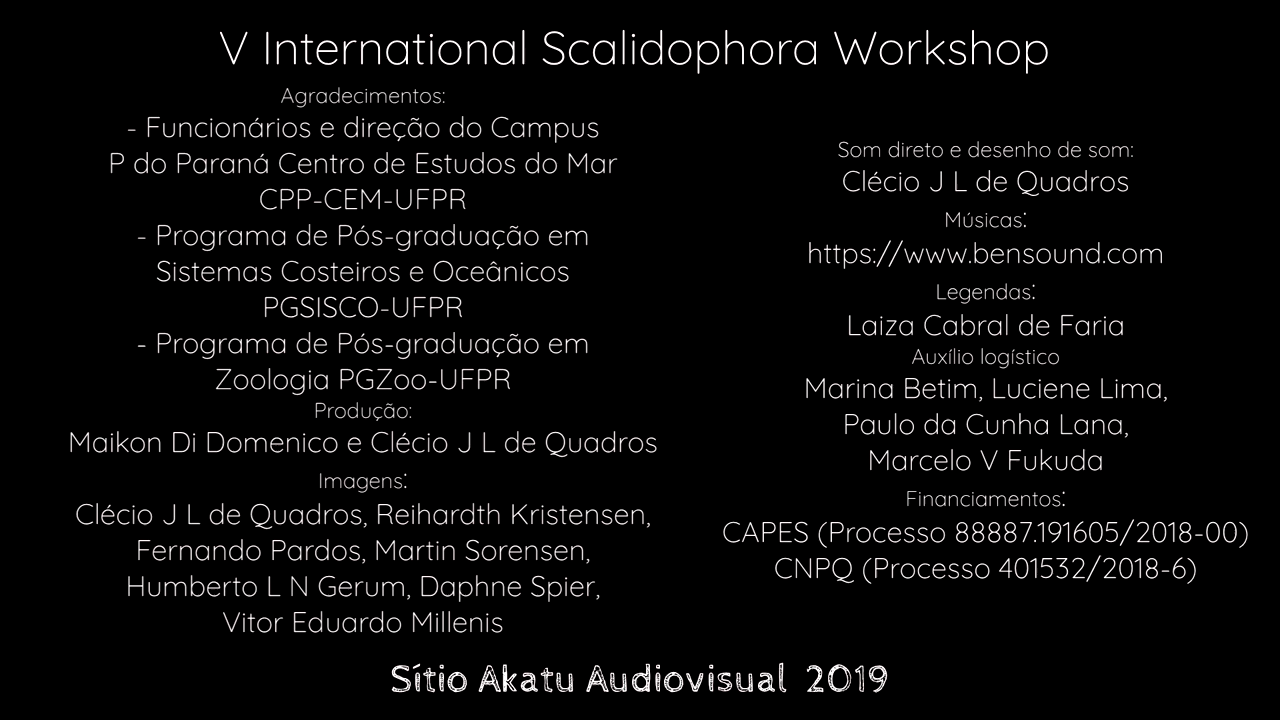 V International Scalidophora Workshop
Agradecimentos:
- Funcionários e direção do Campus
P do Paraná Centro de Estudos do Mar
CPP-CEM-UFPR
- Programa de Pós-graduação em
Sistemas Costeiros e Oceânicos
PGSISCO-UFPR
- Programa de Pós-graduação em
Zoologia PGZoo-UFPR
Produção:
Maikon Di Domenico e Clécio J L de Quadros
Imagens:
Clécio J L de Quadros, Reihardth Kristensen,
Fernando Pardos, Martin Sorensen,
Humberto L N Gerum, Daphne Spier,
Vitor Eduardo Millenis
Som direto e desenho de som:
Clécio J L de Quadros
Músicas:
https://www.bensound.com
Legendas:
Laiza Cabral de Faria
Auxílio logístico
Marina Betim, Luciene Lima,
Paulo da Cunha Lana,
Marcelo V Fukuda
Financiamentos:
CAPES (Processo 88887.191605/2018-00)
CNPQ (Processo 401532/2018-6)
Sítio Akatu Audiovisual 2019